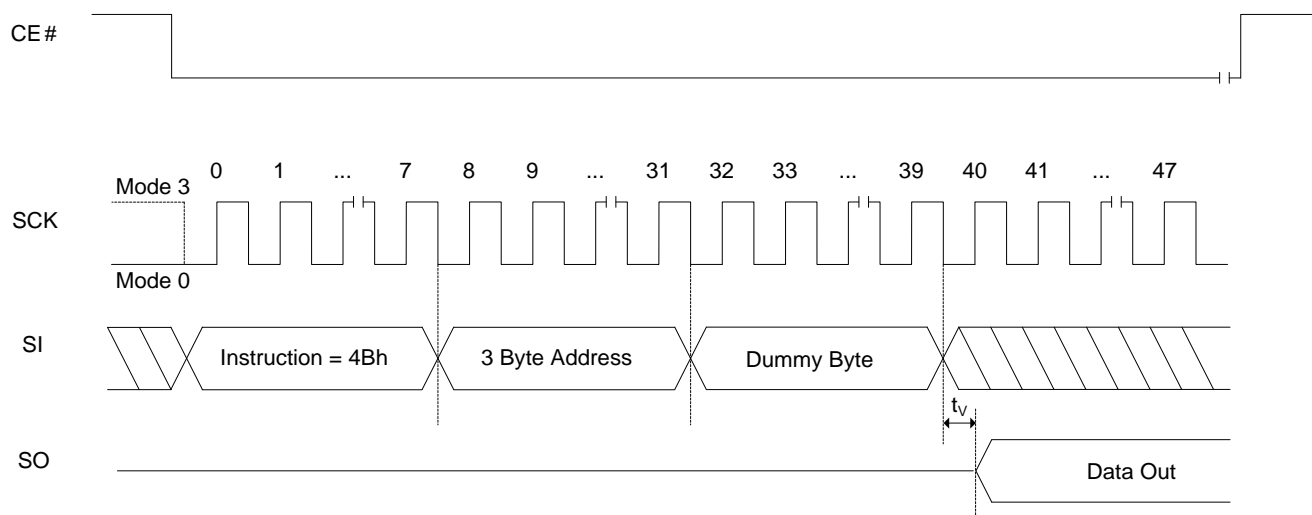 CE#
0 1 ... 7 8 9 ... 31 32 33 ... 39 40 41 ... 47
Mode 3
SCK
Mode 0
SI
Instruction = 4Bh
3 Byte Address
Dummy Byte
tV
SO
Data Out